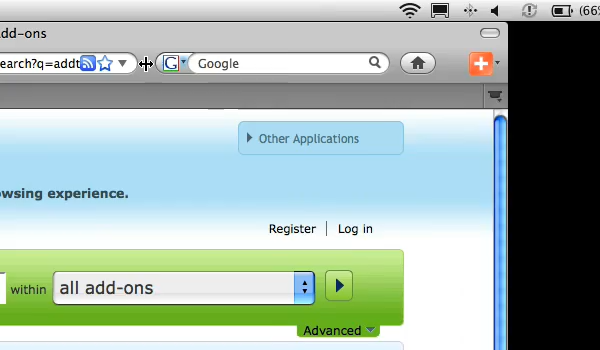 (66
dd-ons
earch?q=addt
G
Google
Other Applications
owsing experience.
Register
Log in
within
all add-ons
Advanced